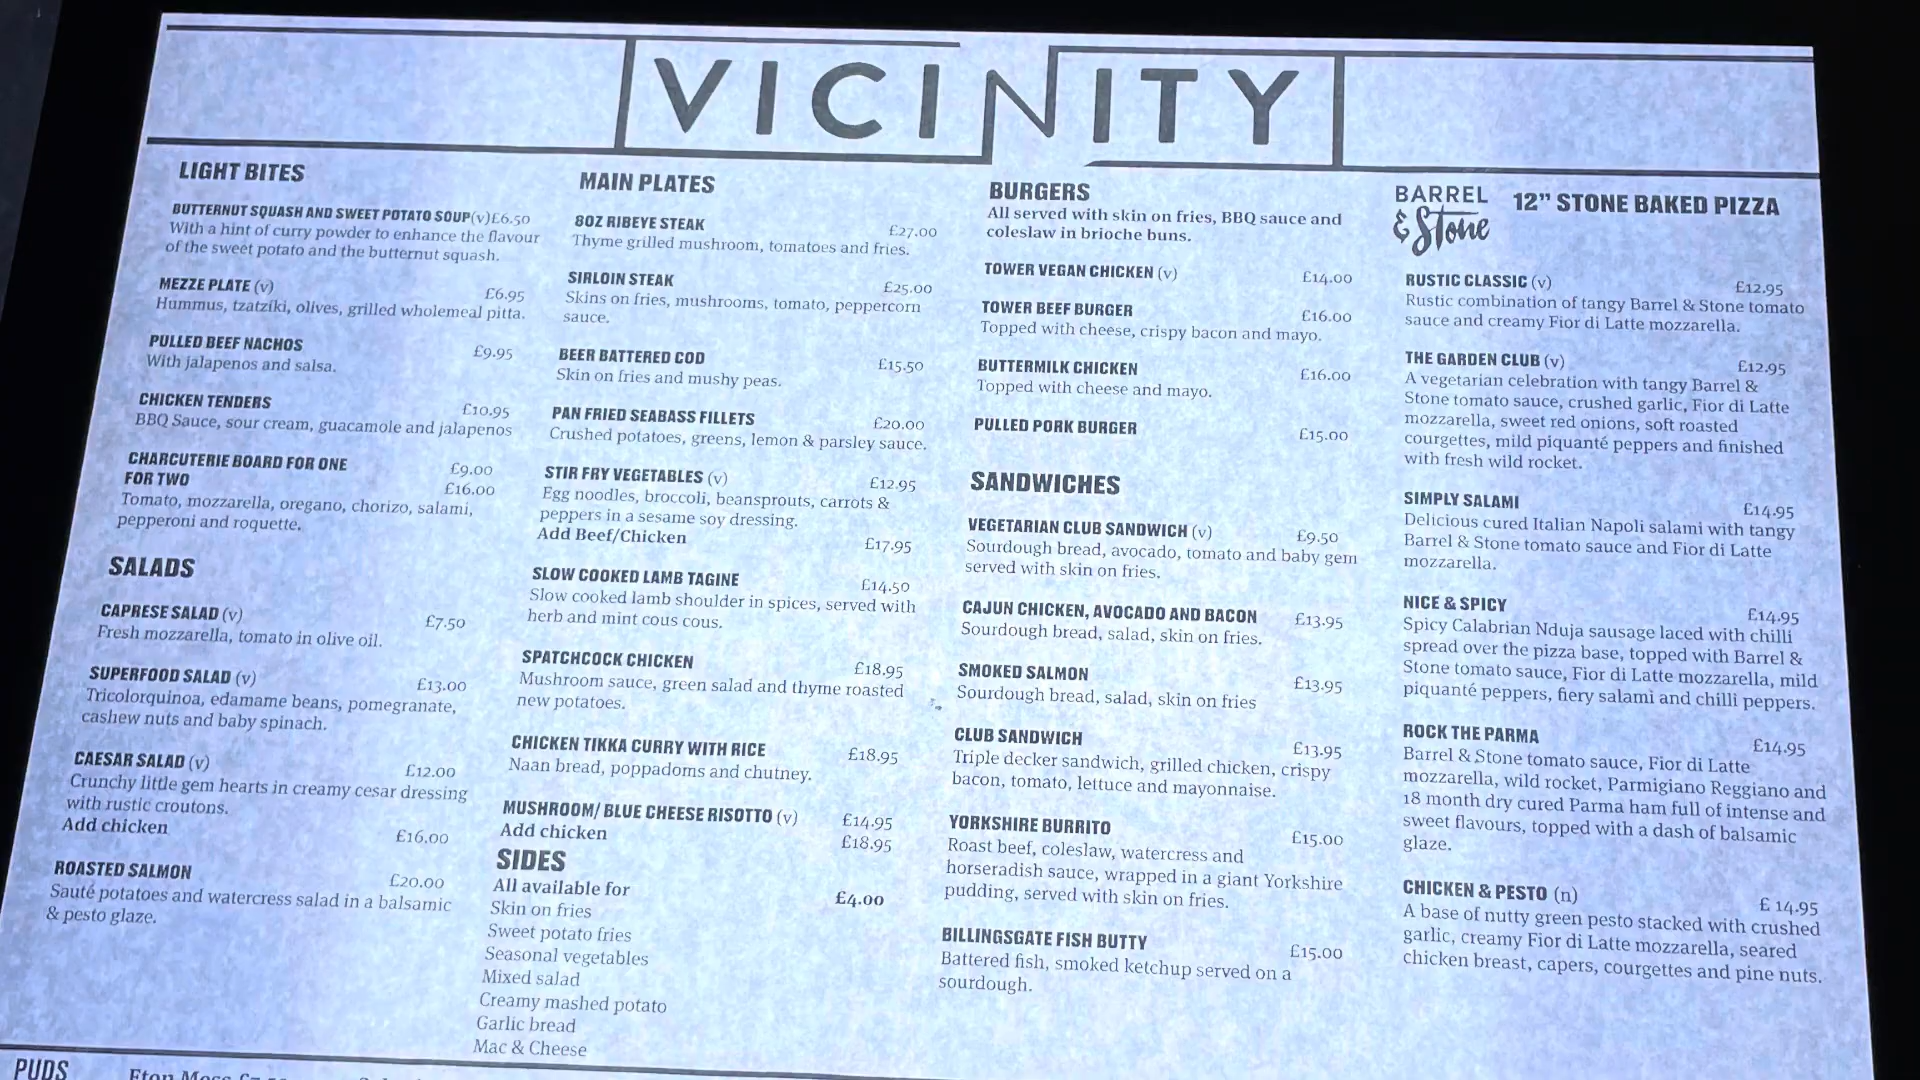 VICINITY
LIGHT BITES
BUTTERNUT SQUASH AND SWEET POTATO SOUP(v)£6.50
With a hint of curry powder to enhance the flavour
of the sweet potato and the butternut squash.
MEZZE PLATE (v) £6.95
Hummus, tzatziki, olives, grilled wholemeal pitta.
PULLED BEEF NACHOS £9.95
With jalapenos and salsa.
CHICKEN TENDERS £10.95
BBQ Sauce, sour cream, guacamole and jalapenos
CHARCUTERIE BOARD FOR ONE £9.00
FOR TWO £16.00
Tomato, mozzarella, oregano, chorizo, salami,
pepperoni and roquette.
SALADS
CAPRESE SALAD (v) £7.50
Fresh mozzarella, tomato in olive oil.
SUPERFOOD SALAD (v) £13.00
Tricolorquinoa, edamame beans, pomegranate,
cashew nuts and baby spinach.
CAESAR SALAD (v) £12.00
Crunchy little gem hearts in creamy cesar dressing
with rustic croutons.
Add chicken £16.00
ROASTED SALMON £20.00
Sauté potatoes and watercress salad in a balsamic
& pesto glaze.
MAIN PLATES
8OZ RIBEYE STEAK £27.00
Thyme grilled mushroom, tomatoes and fries.
SIRLOIN STEAK £25.00
Skins on fries, mushrooms, tomato, peppercorn
sauce.
BEER BATTERED COD £15.50
Skin on fries and mushy peas.
PAN FRIED SEABASS FILLETS £20.00
Crushed potatoes, greens, lemon & parsley sauce.
STIR FRY VEGETABLES (v) £12.95
Egg noodles, broccoli, beansprouts, carrots &
peppers in a sesame soy dressing.
Add Beef/Chicken £17.95
SLOW COOKED LAMB TAGINE £14.50
Slow cooked lamb shoulder in spices, served with
herb and mint cous cous.
SPATCHCOCK CHICKEN £18.95
Mushroom sauce, green salad and thyme roasted
new potatoes.
CHICKEN TIKKA CURRY WITH RICE £18.95
Naan bread, poppadoms and chutney.
MUSHROOM/ BLUE CHEESE RISOTTO (v) £14.95
Add chicken £18.95
SIDES
All available for £4.00
Skin on fries
Sweet potato fries
Seasonal vegetables
Mixed salad
Creamy mashed potato
Garlic bread
Mac & Cheese
BURGERS
All served with skin on fries, BBQ sauce and
coleslaw in brioche buns.
TOWER VEGAN CHICKEN (v) £14.00
TOWER BEEF BURGER £16.00
Topped with cheese, crispy bacon and mayo.
BUTTERMILK CHICKEN £16.00
Topped with cheese and mayo.
PULLED PORK BURGER £15.00
SANDWICHES
VEGETARIAN CLUB SANDWICH (v) £9.50
Sourdough bread, avocado, tomato and baby gem
served with skin on fries.
CAJUN CHICKEN, AVOCADO AND BACON £13.95
Sourdough bread, salad, skin on fries.
SMOKED SALMON £13.95
Sourdough bread, salad, skin on fries
CLUB SANDWICH £13.95
Triple decker sandwich, grilled chicken, crispy
bacon, tomato, lettuce and mayonnaise.
YORKSHIRE BURRITO £15.00
Roast beef, coleslaw, watercress and
horseradish sauce, wrapped in a giant Yorkshire
pudding, served with skin on fries.
BILLINGSGATE FISH BUTTY £15.00
Battered fish, smoked ketchup served on a
sourdough.
BARREL
& Stone
12” STONE BAKED PIZZA
RUSTIC CLASSIC (v) £12.95
Rustic combination of tangy Barrel & Stone tomato
sauce and creamy Fior di Latte mozzarella.
THE GARDEN CLUB (v) £12.95
A vegetarian celebration with tangy Barrel &
Stone tomato sauce, crushed garlic, Fior di Latte
mozzarella, sweet red onions, soft roasted
courgettes, mild piquanté peppers and finished
with fresh wild rocket.
SIMPLY SALAMI £14.95
Delicious cured Italian Napoli salami with tangy
Barrel & Stone tomato sauce and Fior di Latte
mozzarella.
NICE & SPICY £14.95
Spicy Calabrian Nduja sausage laced with chilli
spread over the pizza base, topped with Barrel &
Stone tomato sauce, Fior di Latte mozzarella, mild
piquanté peppers, fiery salami and chilli peppers.
ROCK THE PARMA £14.95
Barrel & Stone tomato sauce, Fior di Latte
mozzarella, wild rocket, Parmigiano Reggiano and
18 month dry cured Parma ham full of intense and
sweet flavours, topped with a dash of balsamic
glaze.
CHICKEN & PESTO (n) £ 14.95
A base of nutty green pesto stacked with crushed
garlic, creamy Fior di Latte mozzarella, seared
chicken breast, capers, courgettes and pine nuts.
PUDS
Eton Mess